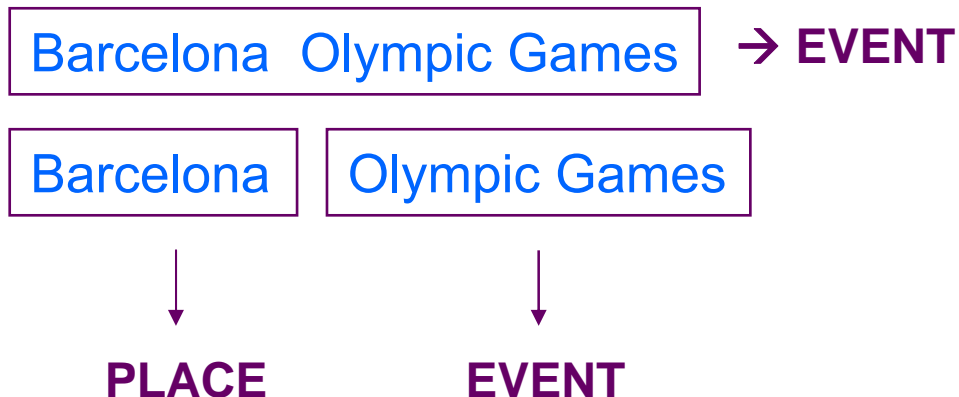 Barcelona Olympic Games → EVENT
Barcelona Olympic Games
PLACE EVENT